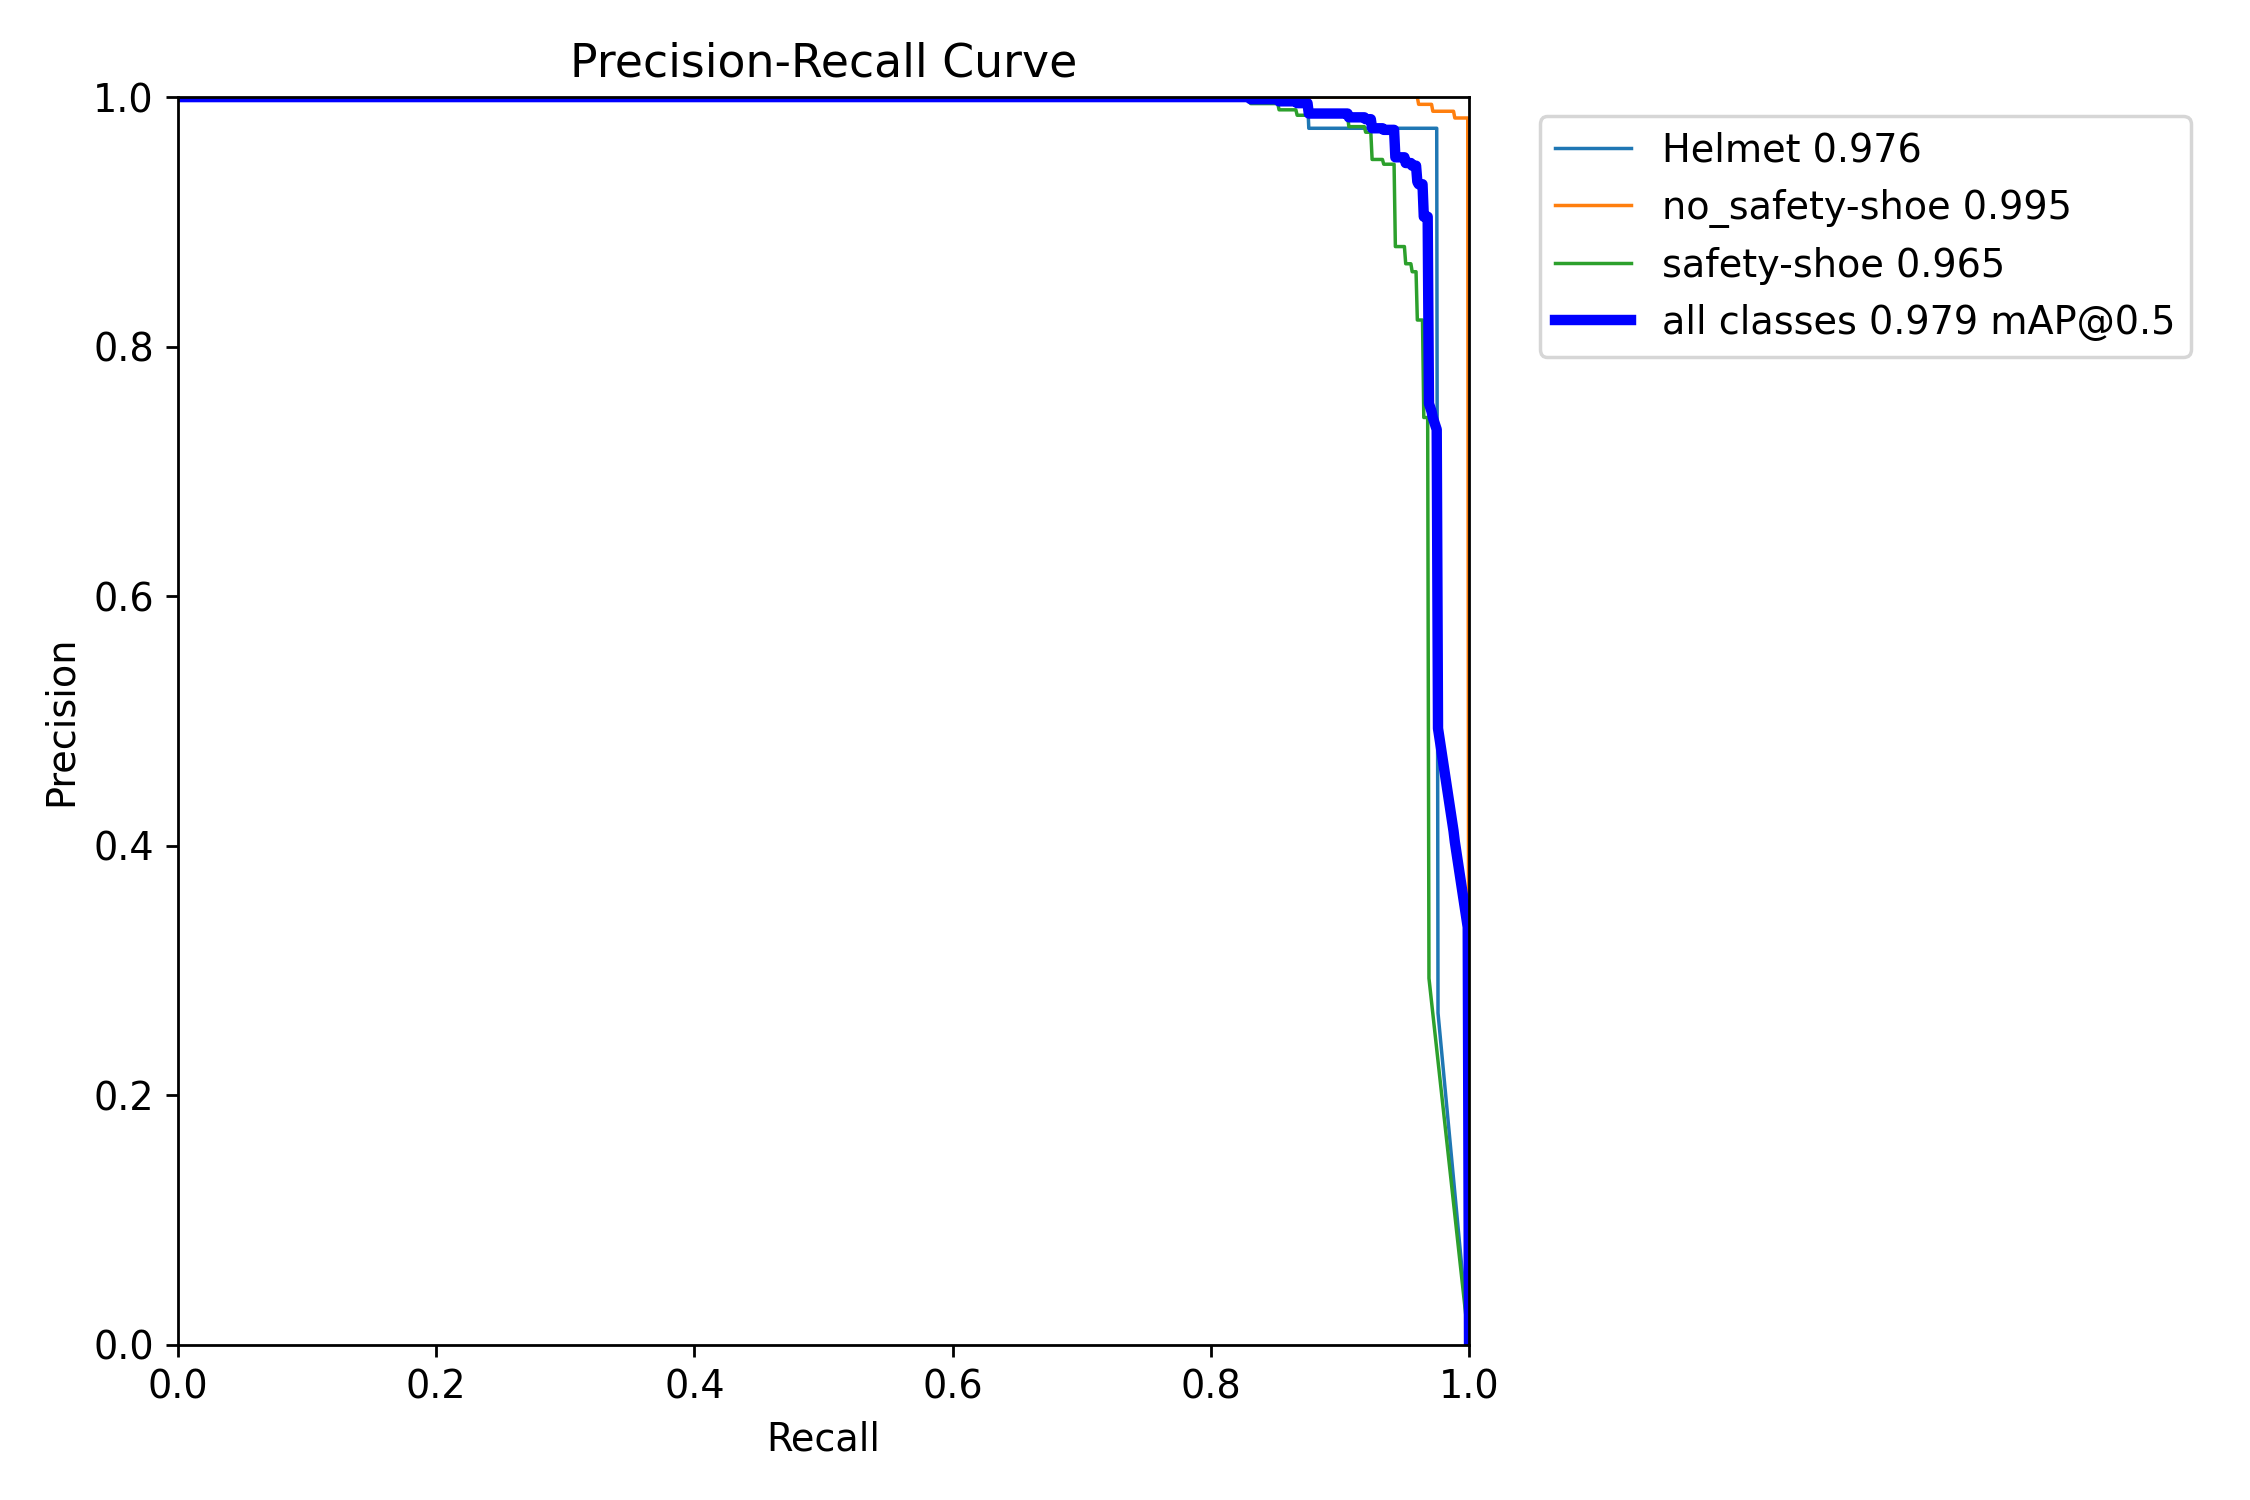 Precision-Recall Curve
1.0
0.8
0.6
0.4
0.2
0.0
Precision
0.0 0.2 0.4 0.6 0.8 1.0
Recall
Helmet 0.976
no_safety-shoe 0.995
safety-shoe 0.965
all classes 0.979 mAP@0.5